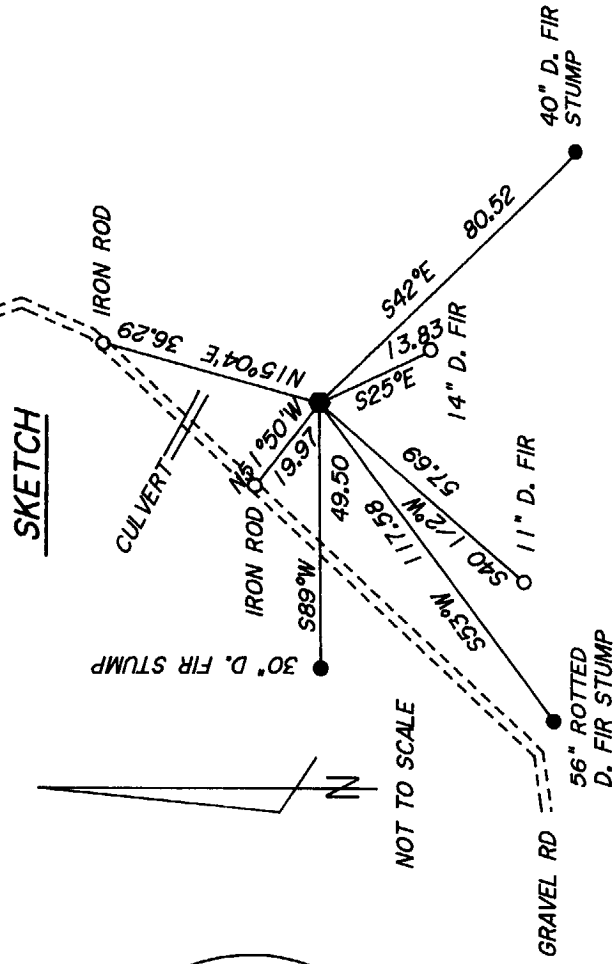 SKETCH
IRON ROD
CULVERT
36.29
N15°04'E
N51°50'W
19.97
IRON ROD
S89°W
49.50
30" D. FIR STUMP
S42°E
80.52
40" D. FIR
STUMP
13.83
S25°E
14" D. FIR
57.69
S40 1/2°W
11" D. FIR
117.58
S53°W
56" ROTTED
D. FIR STUMP
N
NOT TO SCALE
GRAVEL RD